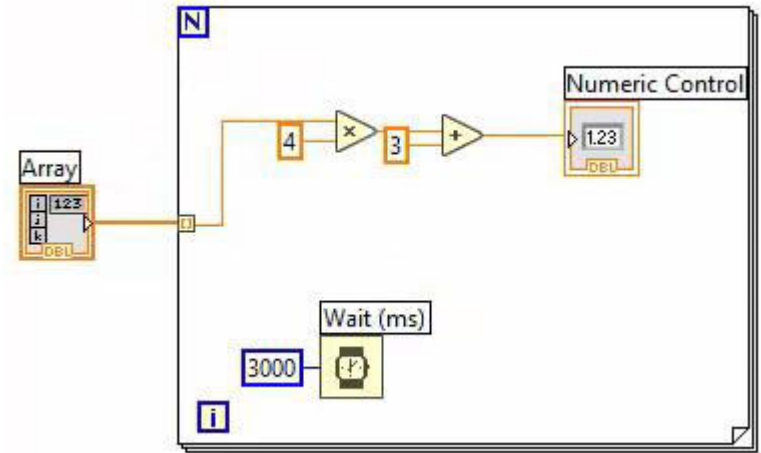 N
Numeric Control
4
×
3
+
1.23
DBL
Array
i 123
j
k
DBL
Wait (ms)
3000
i